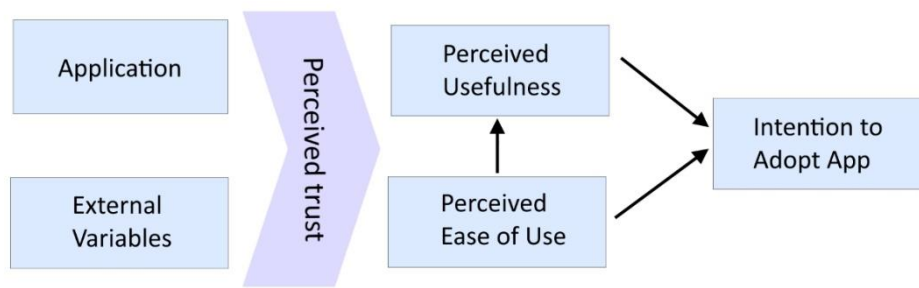 Application
External
Variables
Perceived trust
Perceived
Usefulness
Perceived
Ease of Use
Intention to
Adopt App